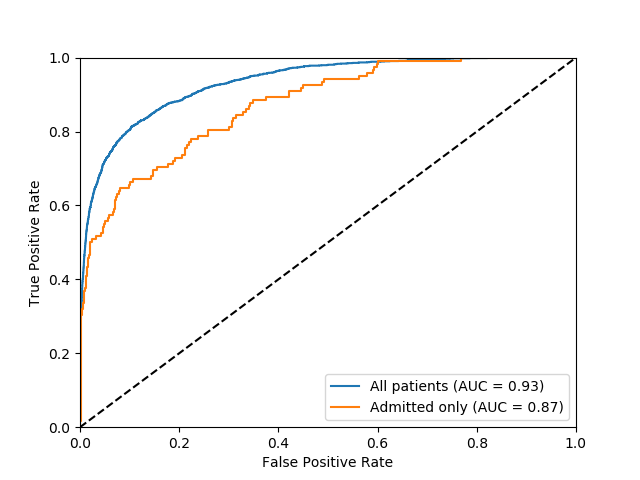 1.0
0.8
0.6
0.4
0.2
0.0
True Positive Rate
All patients (AUC = 0.93)
Admitted only (AUC = 0.87)
0.0 0.2 0.4 0.6 0.8 1.0
False Positive Rate